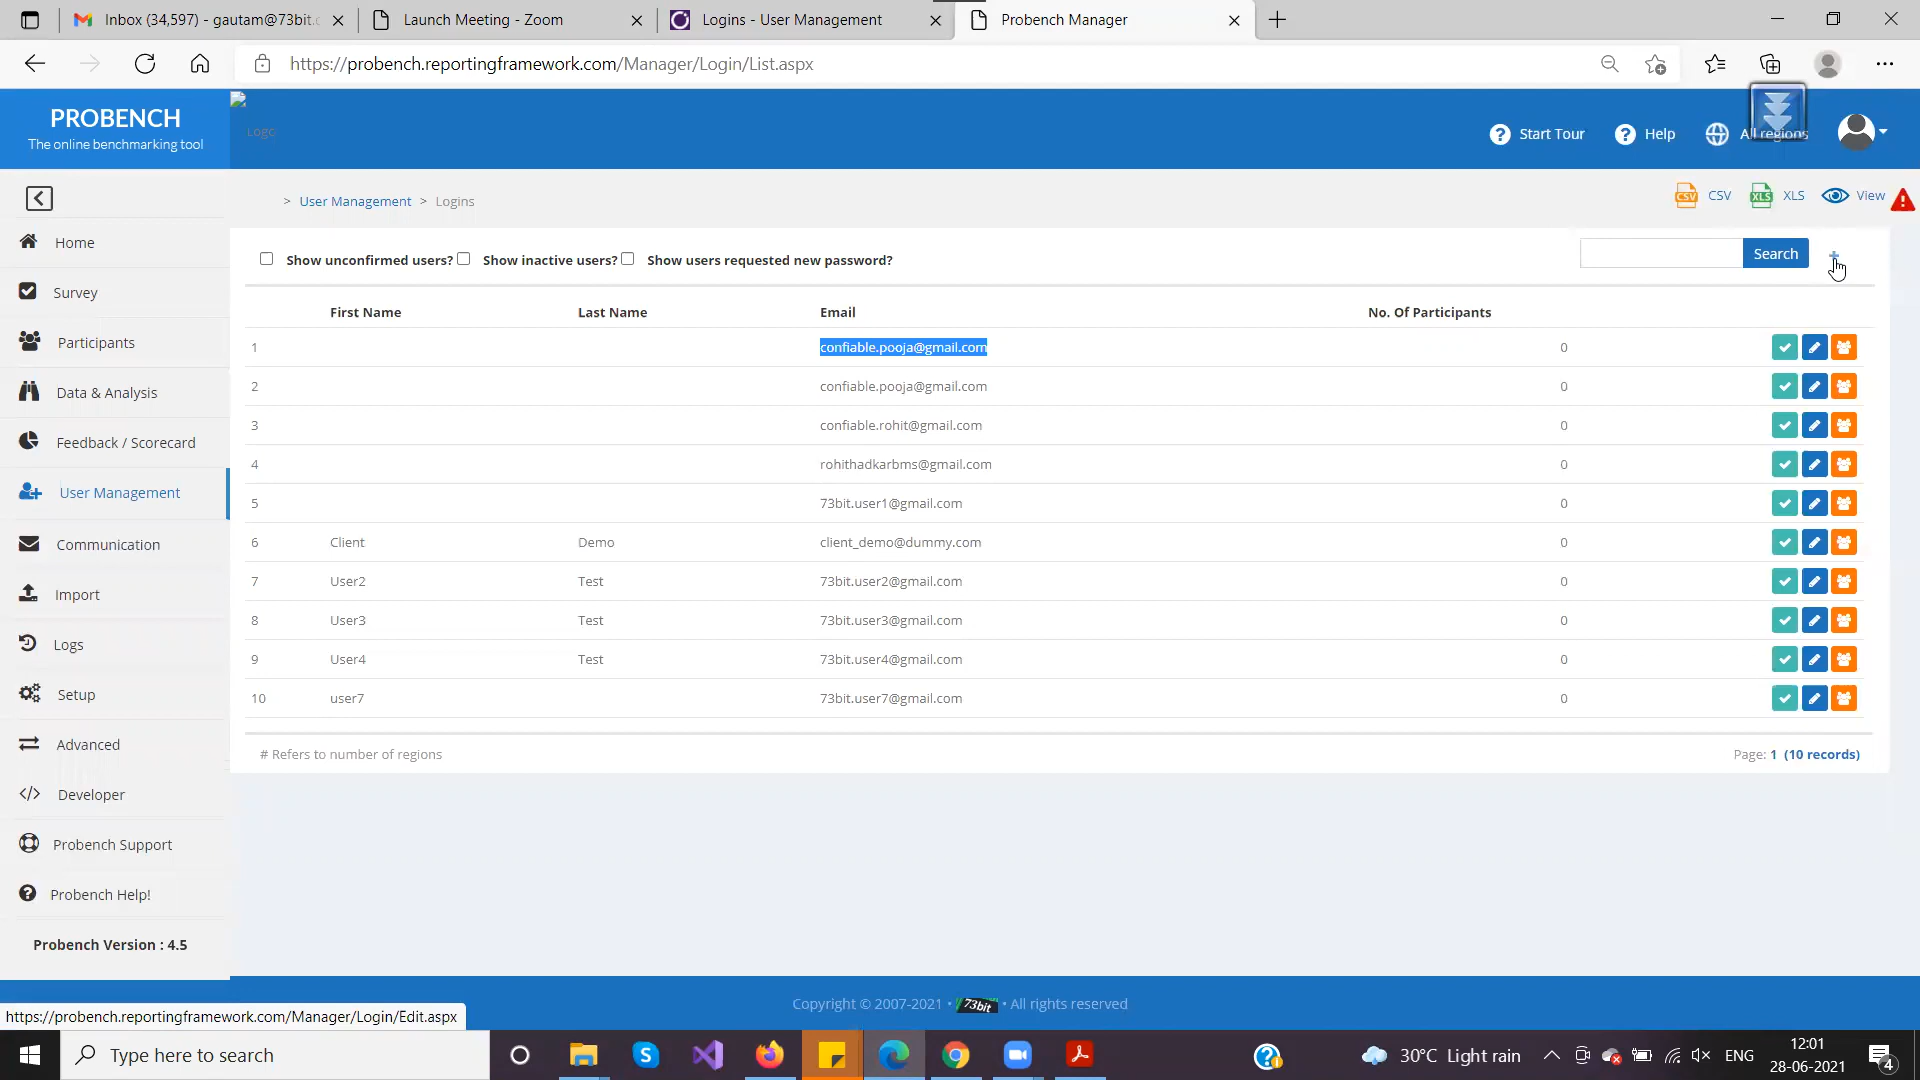 Inbox (34,597) - gautam@73bit.c
Launch Meeting - Zoom
Logins - User Management
Probench Manager
https://probench.reportingframework.com/Manager/Login/List.aspx
PROBENCH
The online benchmarking tool
Logo
Start Tour
Help
All regions
> User Management > Logins
CSV CSV
XLS XLS
View
Home
Survey
Participants
Data & Analysis
Feedback / Scorecard
User Management
Communication
Import
Logs
Setup
Advanced
Developer
Probench Support
Probench Help!
Probench Version : 4.5
Show unconfirmed users? Show inactive users? Show users requested new password?
Search
First Name Last Name Email No. Of Participants
1 confiable.pooja@gmail.com 0
2 confiable.pooja@gmail.com 0
3 confiable.rohit@gmail.com 0
4 rohithadkarbms@gmail.com 0
5 73bit.user1@gmail.com 0
6 Client Demo client_demo@dummy.com 0
7 User2 Test 73bit.user2@gmail.com 0
8 User3 Test 73bit.user3@gmail.com 0
9 User4 Test 73bit.user4@gmail.com 0
10 user7 73bit.user7@gmail.com 0
# Refers to number of regions
Page: 1 (10 records)
Copyright © 2007-2021 • 73bit • All rights reserved
https://probench.reportingframework.com/Manager/Login/Edit.aspx
Type here to search
30°C Light rain
ENG
12:01
28-06-2021
4